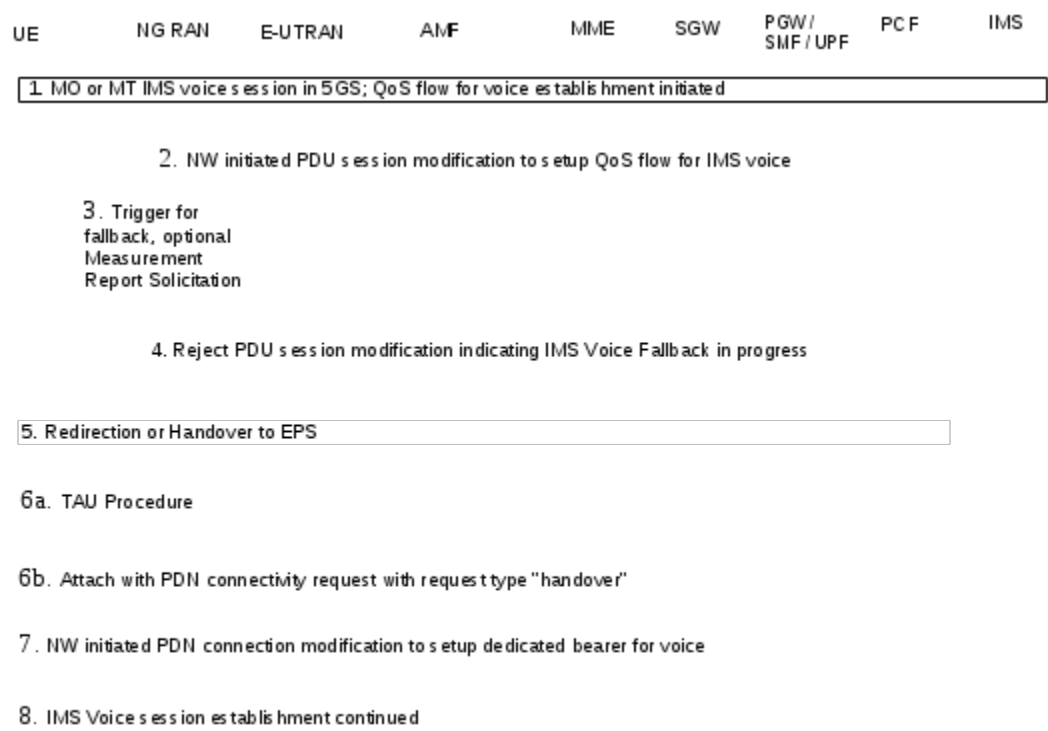 UE NG RAN E-UTRAN AMF MME SGW PGW/ SMF/UPF PCF IMS
1. MO or MT IMS voice session in 5GS; QoS flow for voice establishment initiated
2. NW initiated PDU session modification to setup QoS flow for IMS voice
3. Trigger for
fallback, optional
Measurement
Report Solicitation
4. Reject PDU session modification indicating IMS Voice Fallback in progress
5. Redirection or Handover to EPS
6a. TAU Procedure
6b. Attach with PDN connectivity request with request type "handover"
7. NW initiated PDN connection modification to setup dedicated bearer for voice
8. IMS Voice session establishment continued